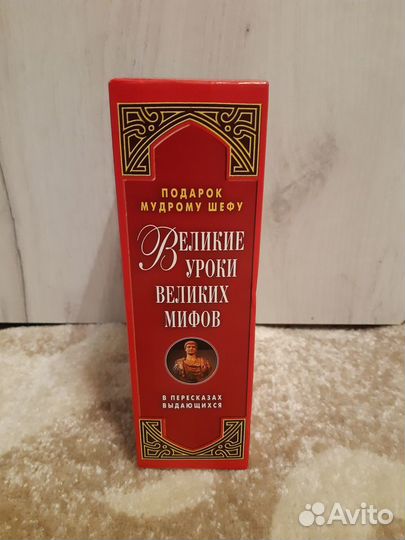 ПОДАРОК
МУДРОМУ ШЕФУ
ВЕЛИКИЕ
УРОКИ
ВЕЛИКИХ
МИФОВ
В ПЕРЕСКАЗАХ
ВЫДАЮЩИХСЯ
Avito